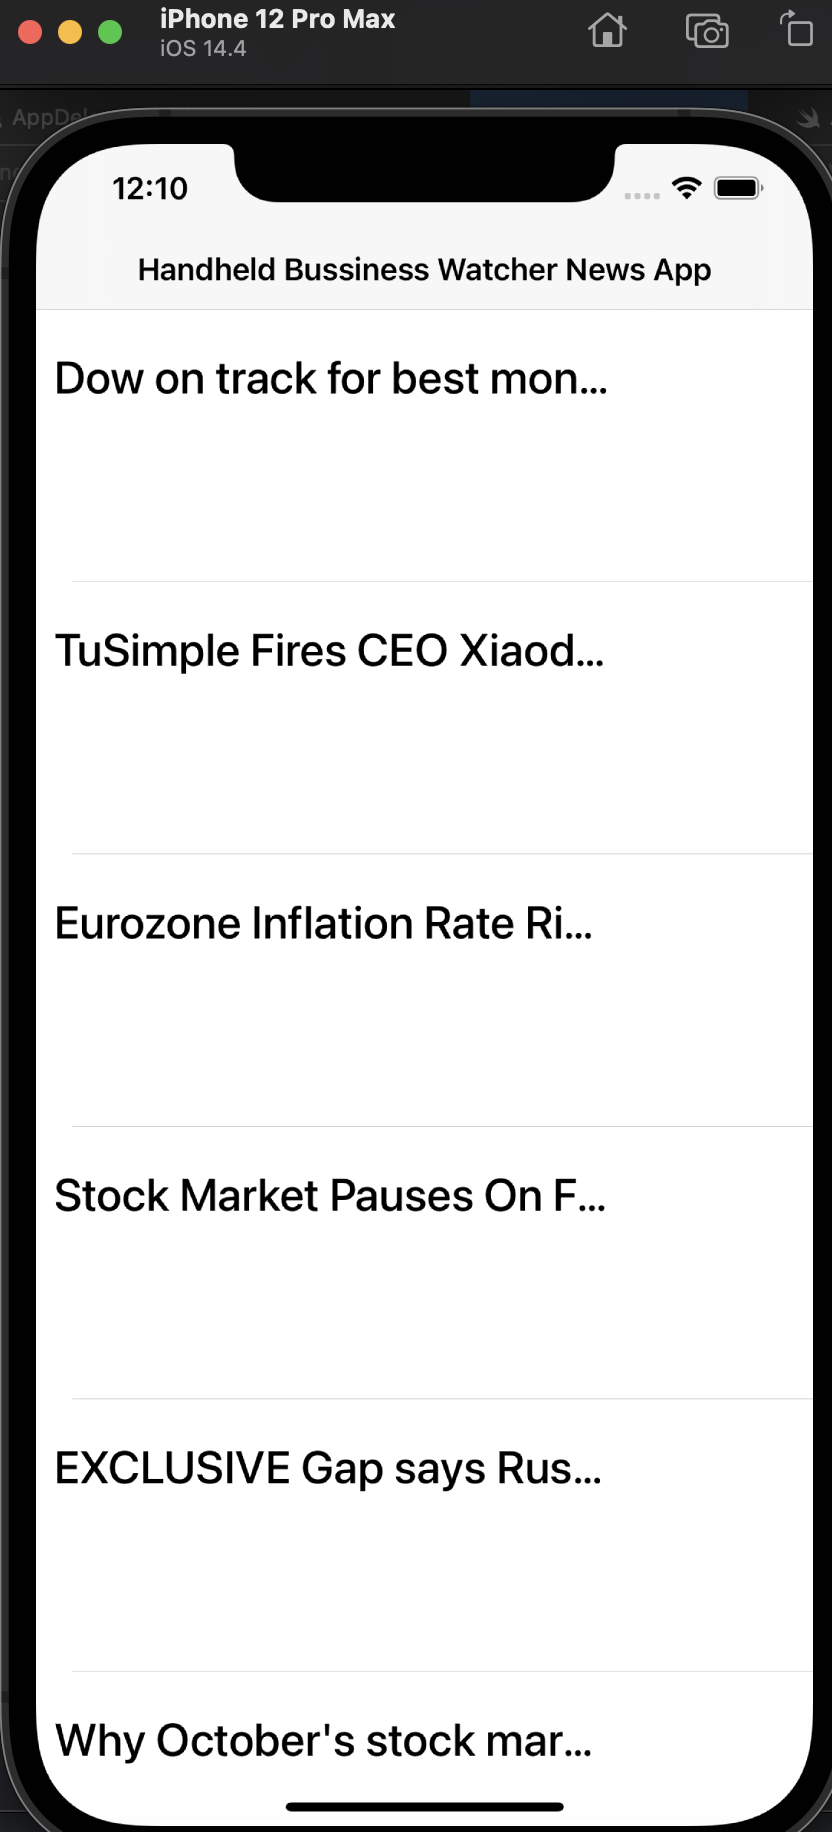 iPhone 12 Pro Max
iOS 14.4
AppDel
12:10
Handheld Bussiness Watcher News App
Dow on track for best mon...
TuSimple Fires CEO Xiaod...
Eurozone Inflation Rate Ri...
Stock Market Pauses On F...
EXCLUSIVE Gap says Rus...
Why October's stock mar...